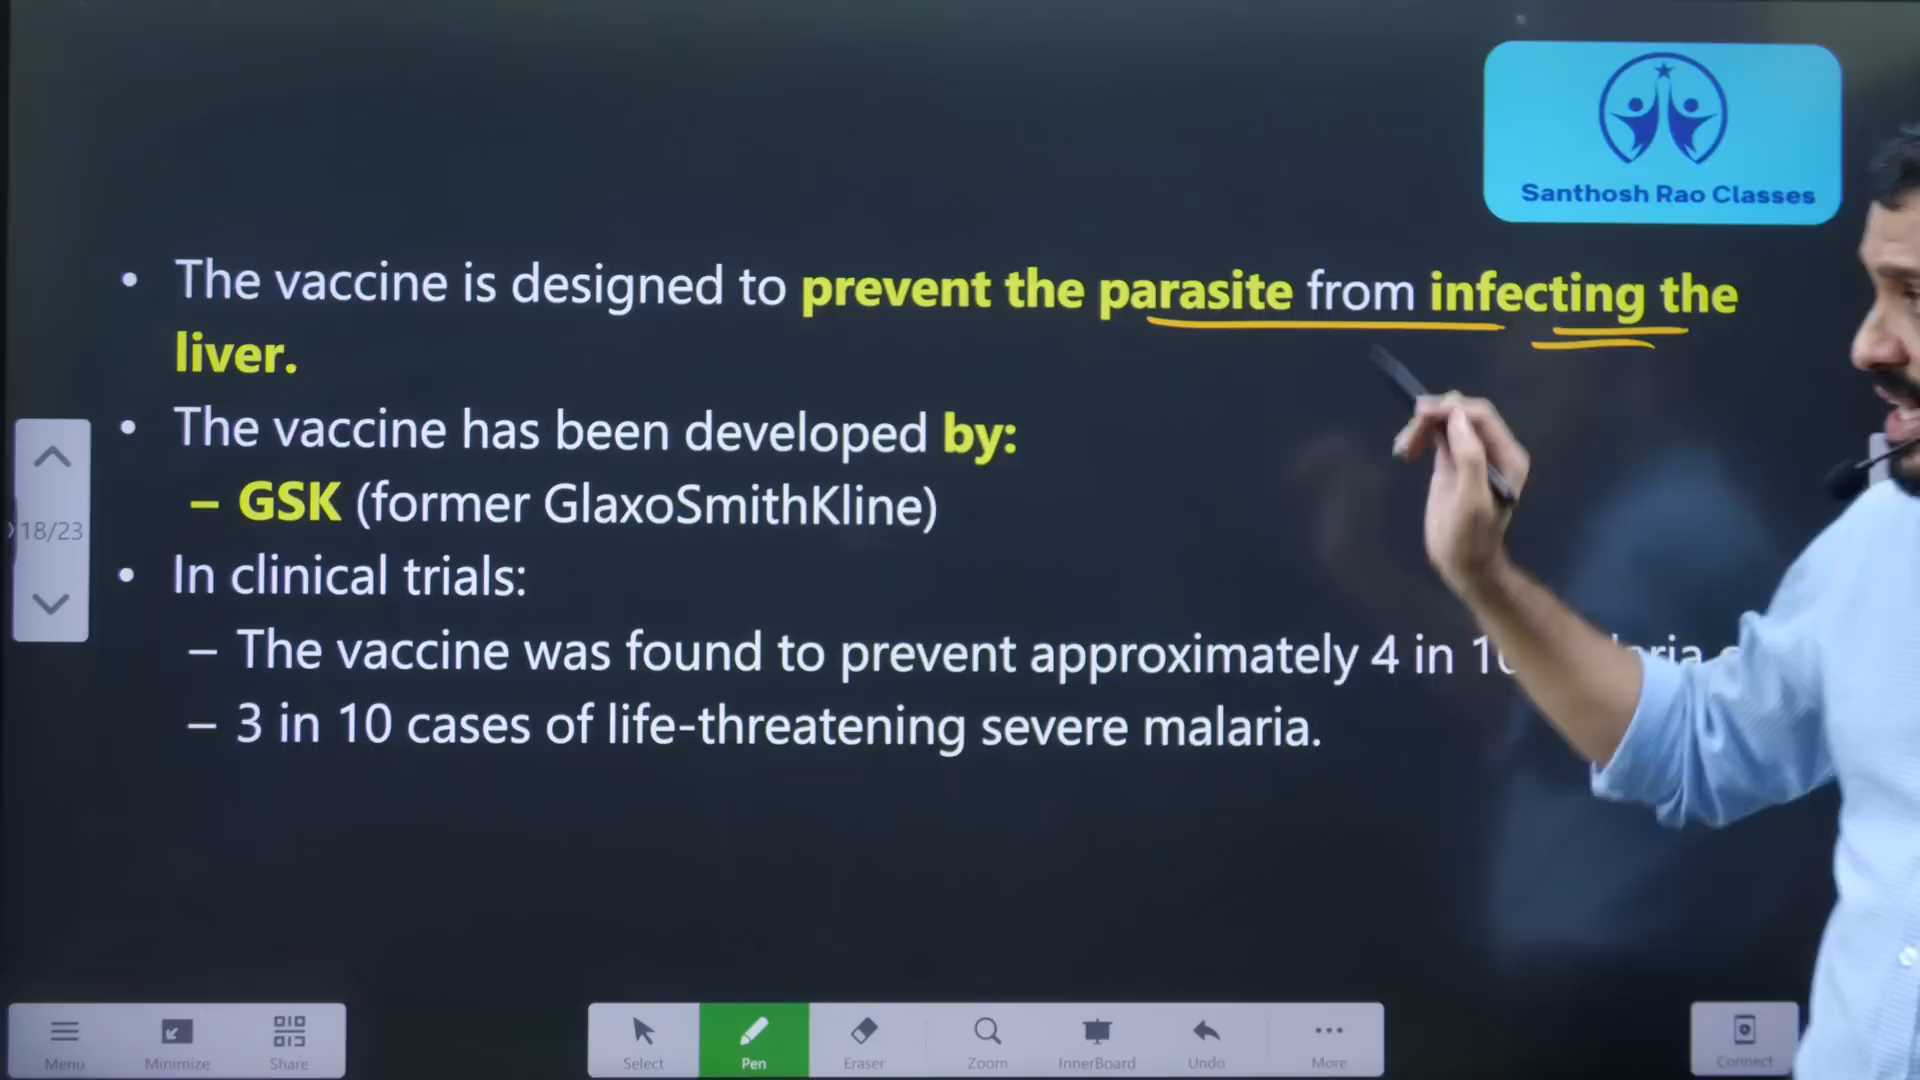 Santhosh Rao Classes
• The vaccine is designed to prevent the parasite from infecting the
liver.
• The vaccine has been developed by:
– GSK (former GlaxoSmithKline)
• In clinical trials:
– The vaccine was found to prevent approximately 4 in
– 3 in 10 cases of life-threatening severe malaria.
18/23
Menu Minimize Share Select Pen Eraser Zoom InnerBoard Undo More Connect